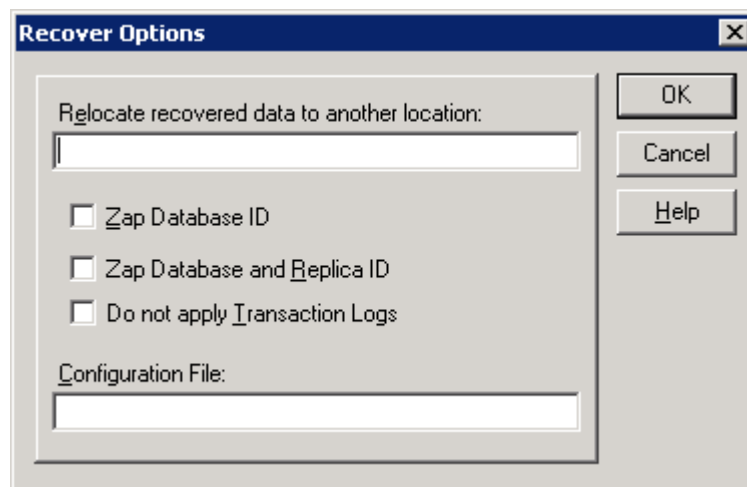 Recover Options
Relocate recovered data to another location:
OK
Cancel
Help
Zap Database ID
Zap Database and Replica ID
Do not apply Transaction Logs
Configuration File: